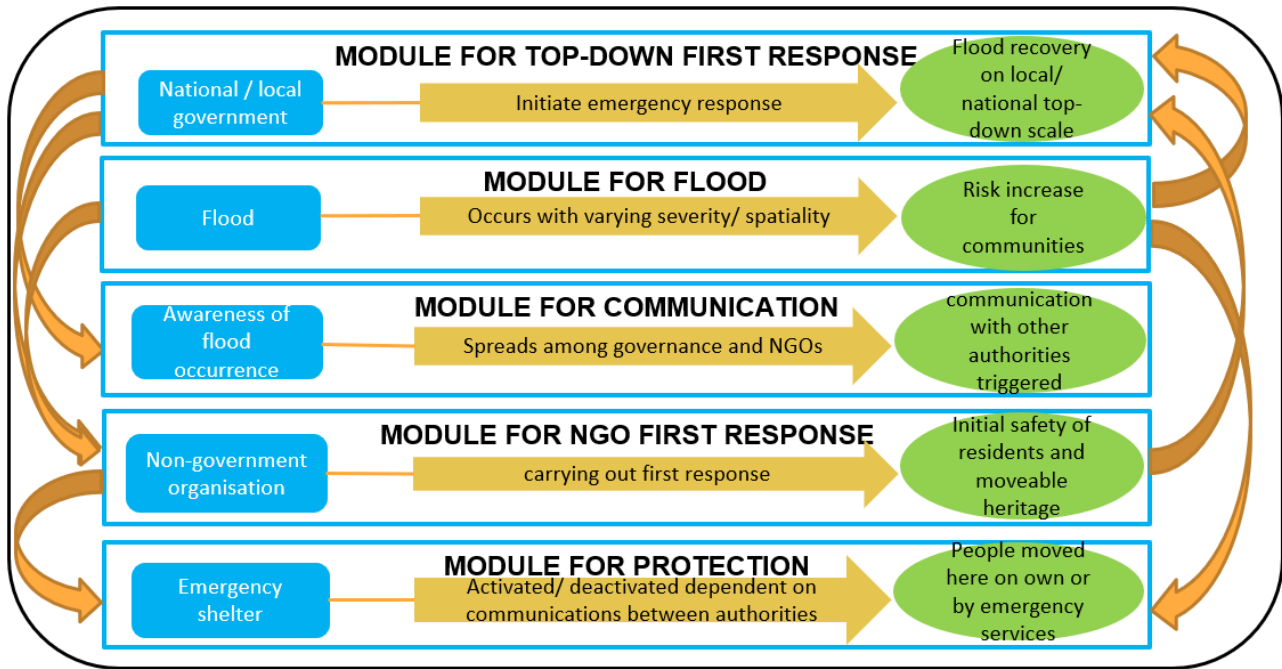 MODULE FOR TOP-DOWN FIRST RESPONSE
National / local
government
Initiate emergency response
Flood recovery
on local/
national top-
down scale
MODULE FOR FLOOD
Flood
Occurs with varying severity/ spatiality
Risk increase
for
communities
MODULE FOR COMMUNICATION
Awareness of
flood
occurrence
Spreads among governance and NGOs
communication
with other
authorities
triggered
MODULE FOR NGO FIRST RESPONSE
Non-government
organisation
carrying out first response
Initial safety of
residents and
moveable
heritage
MODULE FOR PROTECTION
Emergency
shelter
Activated/ deactivated dependent on
communications between authorities
People moved
here on own or
by emergency
services